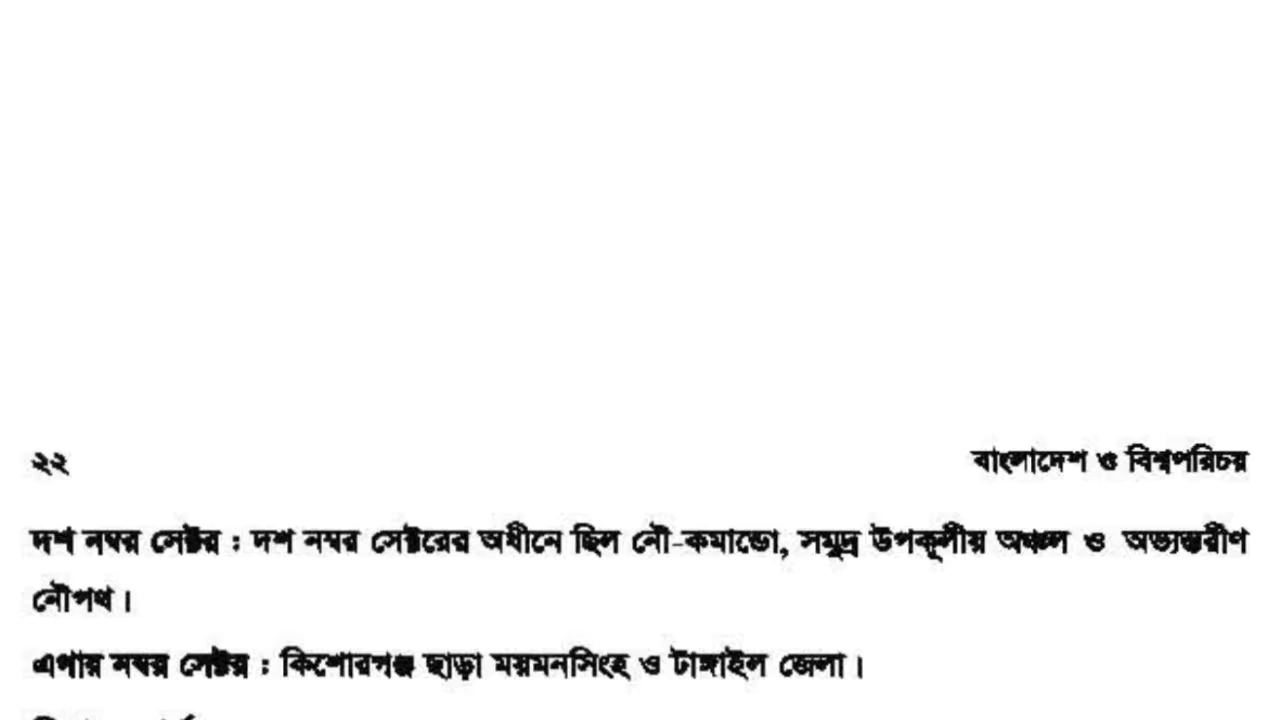 ২২ বাংলাদেশ ও বিশ্বপরিচয়
দশ নম্বর সেক্টর : দশ নম্বর সেক্টরের অধীনে ছিল নৌ-কমান্ডো, সমুদ্র উপকূলীয় অঞ্চল ও অভ্যন্তরীণ
নৌপথ।
এগার নম্বর সেক্টর : কিশোরগঞ্জ ছাড়া ময়মনসিংহ ও টাঙ্গাইল জেলা।